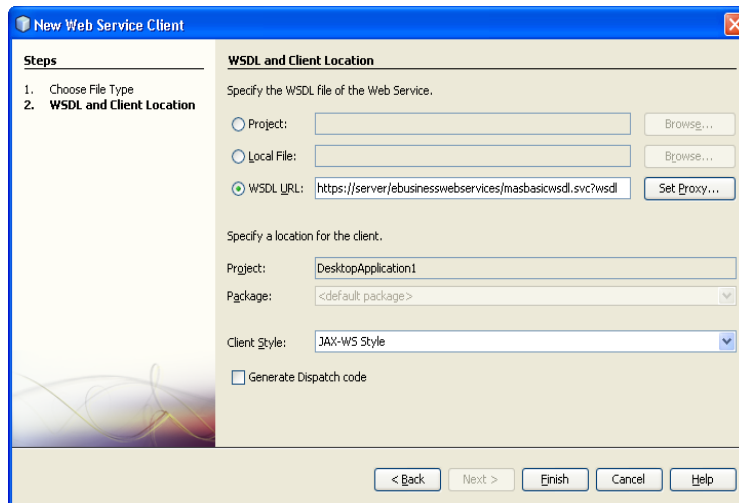 New Web Service Client
Steps
1. Choose File Type
2. WSDL and Client Location
WSDL and Client Location
Specify the WSDL file of the Web Service.
Project:
Browse...
Local File:
Browse...
WSDL URL: https://server/ebusinesswebservices/masbasicwsdl.svc?wsdl
Set Proxy...
Specify a location for the client.
Project: DesktopApplication1
Package: <default package>
Client Style: JAX-WS Style
Generate Dispatch code
< Back Next > Finish Cancel Help